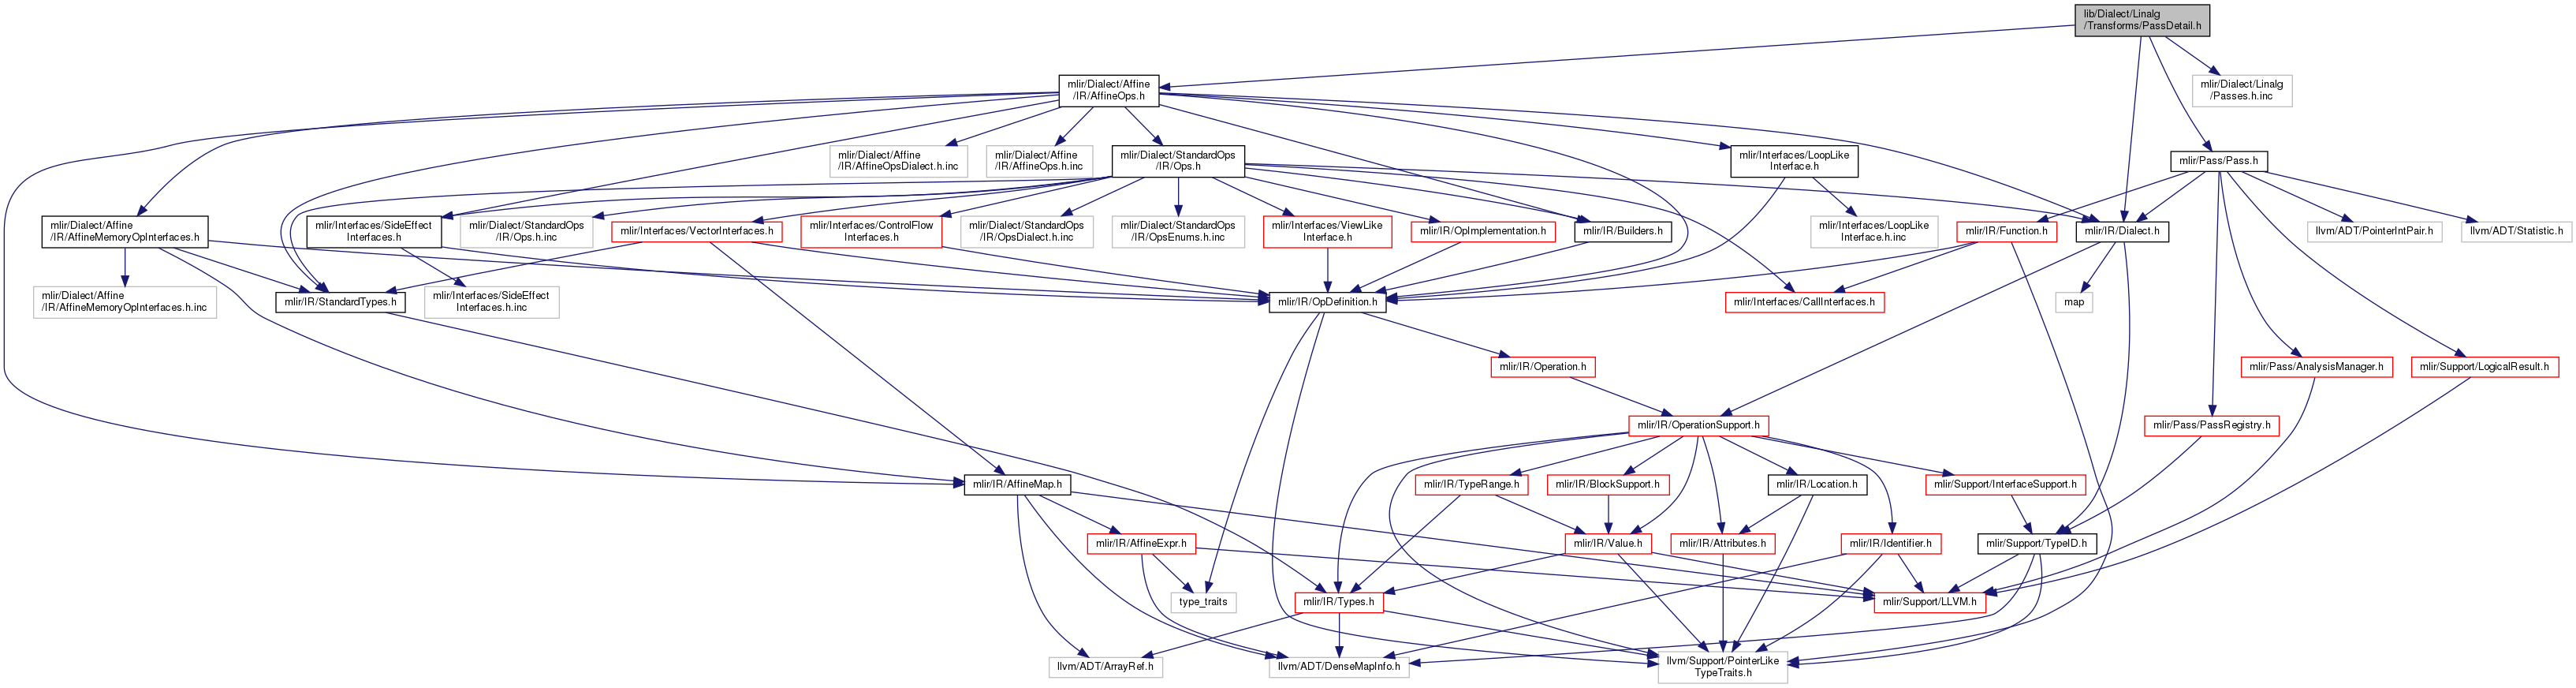 lib/Dialect/Linalg
/Transforms/PassDetail.h
mlir/Dialect/Affine
/IR/AffineOps.h
mlir/Dialect/Linalg
/Passes.h.inc
mlir/Dialect/Affine
/IR/AffineOpsDialect.h.inc
mlir/Dialect/Affine
/IR/AffineOps.h.inc
mlir/Dialect/StandardOps
/IR/Ops.h
mlir/Interfaces/LoopLike
Interface.h
mlir/Pass/Pass.h
mlir/Dialect/Affine
/IR/AffineMemoryOpInterfaces.h
mlir/Interfaces/SideEffect
Interfaces.h
mlir/Dialect/StandardOps
/IR/Ops.h.inc
mlir/Interfaces/VectorInterfaces.h
mlir/Interfaces/ControlFlow
Interfaces.h
mlir/Dialect/StandardOps
/IR/OpsDialect.h.inc
mlir/Dialect/StandardOps
/IR/OpsEnums.h.inc
mlir/Interfaces/ViewLike
Interface.h
mlir/IR/OpImplementation.h
mlir/IR/Builders.h
mlir/Interfaces/LoopLike
Interface.h.inc
mlir/IR/Function.h
mlir/IR/Dialect.h
llvm/ADT/PointerIntPair.h
llvm/ADT/Statistic.h
mlir/Dialect/Affine
/IR/AffineMemoryOpInterfaces.h.inc
mlir/IR/StandardTypes.h
mlir/Interfaces/SideEffect
Interfaces.h.inc
mlir/IR/OpDefinition.h
mlir/Interfaces/CallInterfaces.h
map
mlir/IR/Operation.h
mlir/Pass/AnalysisManager.h
mlir/Support/LogicalResult.h
mlir/IR/OperationSupport.h
mlir/Pass/PassRegistry.h
mlir/IR/AffineMap.h
mlir/IR/TypeRange.h
mlir/IR/BlockSupport.h
mlir/IR/Location.h
mlir/Support/InterfaceSupport.h
mlir/IR/AffineExpr.h
mlir/IR/Value.h
mlir/IR/Attributes.h
mlir/IR/Identifier.h
mlir/Support/TypeID.h
type_traits
mlir/IR/Types.h
mlir/Support/LLVM.h
llvm/ADT/ArrayRef.h
llvm/ADT/DenseMapInfo.h
llvm/Support/PointerLike
TypeTraits.h